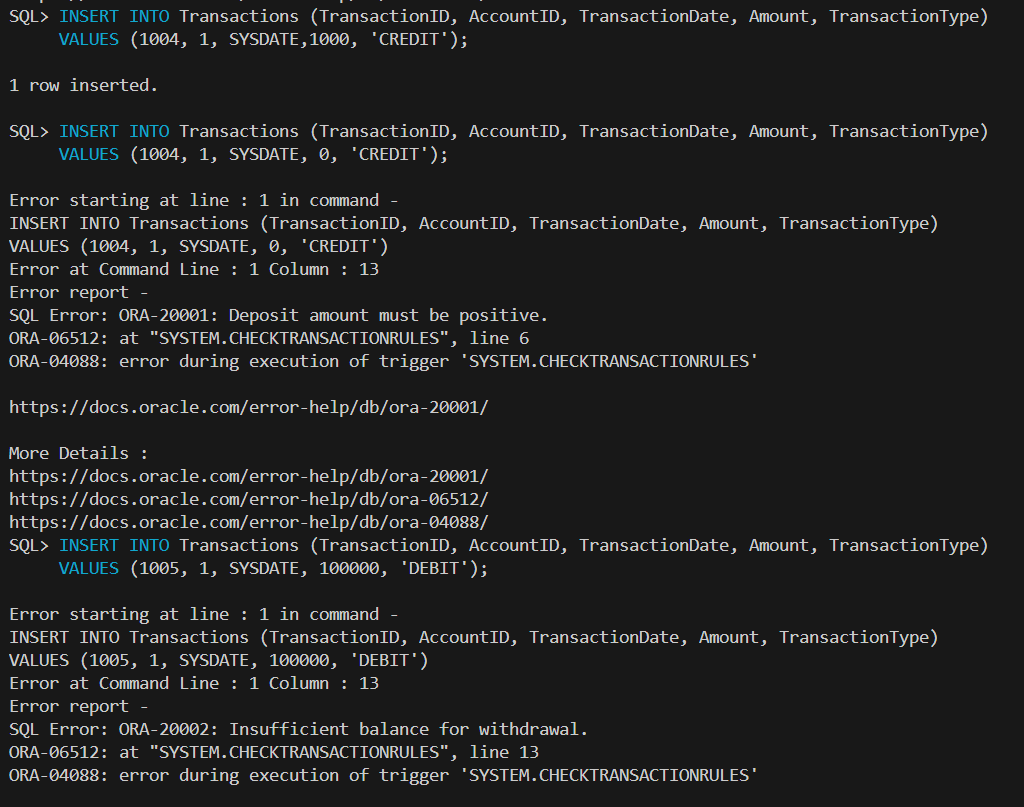 SQL> INSERT INTO Transactions (TransactionID, AccountID, TransactionDate, Amount, TransactionType)
VALUES (1004, 1, SYSDATE,1000, 'CREDIT');
1 row inserted.
SQL> INSERT INTO Transactions (TransactionID, AccountID, TransactionDate, Amount, TransactionType)
VALUES (1004, 1, SYSDATE, 0, 'CREDIT');
Error starting at line : 1 in command -
INSERT INTO Transactions (TransactionID, AccountID, TransactionDate, Amount, TransactionType)
VALUES (1004, 1, SYSDATE, 0, 'CREDIT')
Error at Command Line : 1 Column : 13
Error report -
SQL Error: ORA-20001: Deposit amount must be positive.
ORA-06512: at "SYSTEM.CHECKTRANSACTIONRULES", line 6
ORA-04088: error during execution of trigger 'SYSTEM.CHECKTRANSACTIONRULES'
https://docs.oracle.com/error-help/db/ora-20001/
More Details :
https://docs.oracle.com/error-help/db/ora-20001/
https://docs.oracle.com/error-help/db/ora-06512/
https://docs.oracle.com/error-help/db/ora-04088/
SQL> INSERT INTO Transactions (TransactionID, AccountID, TransactionDate, Amount, TransactionType)
VALUES (1005, 1, SYSDATE, 100000, 'DEBIT');
Error starting at line : 1 in command -
INSERT INTO Transactions (TransactionID, AccountID, TransactionDate, Amount, TransactionType)
VALUES (1005, 1, SYSDATE, 100000, 'DEBIT')
Error at Command Line : 1 Column : 13
Error report -
SQL Error: ORA-20002: Insufficient balance for withdrawal.
ORA-06512: at "SYSTEM.CHECKTRANSACTIONRULES", line 13
ORA-04088: error during execution of trigger 'SYSTEM.CHECKTRANSACTIONRULES'